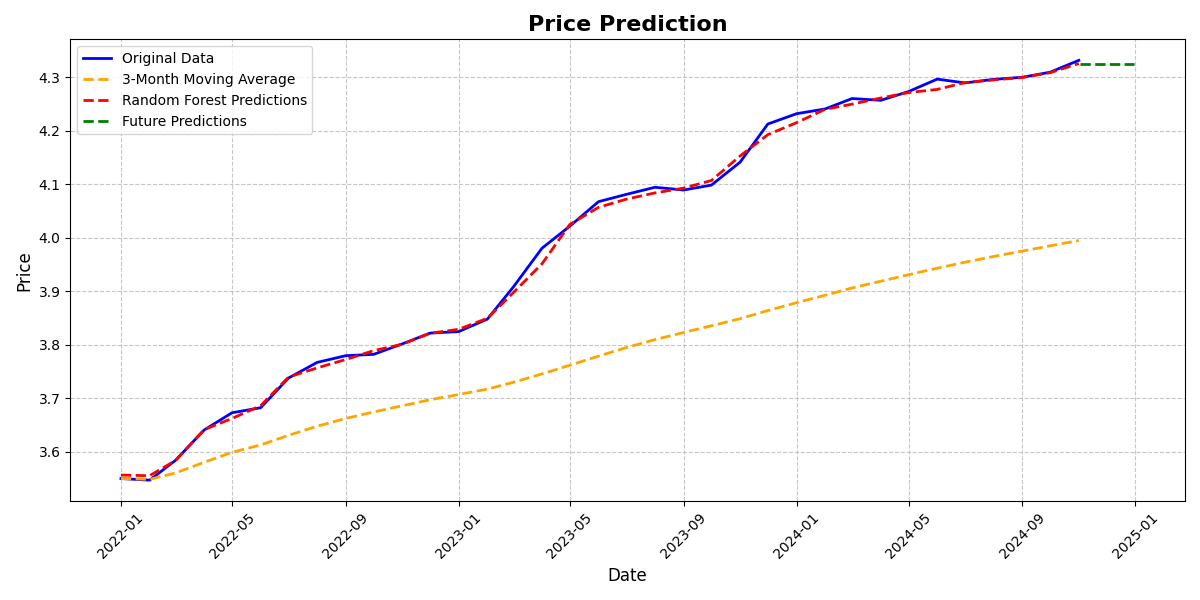 Price Prediction
Original Data
3-Month Moving Average
Random Forest Predictions
Future Predictions
Price
4.3
4.2
4.1
4.0
3.9
3.8
3.7
3.6
2022-01
2022-05
2022-09
2023-01
2023-05
2023-09
2024-01
2024-05
2024-09
2025-01
Date